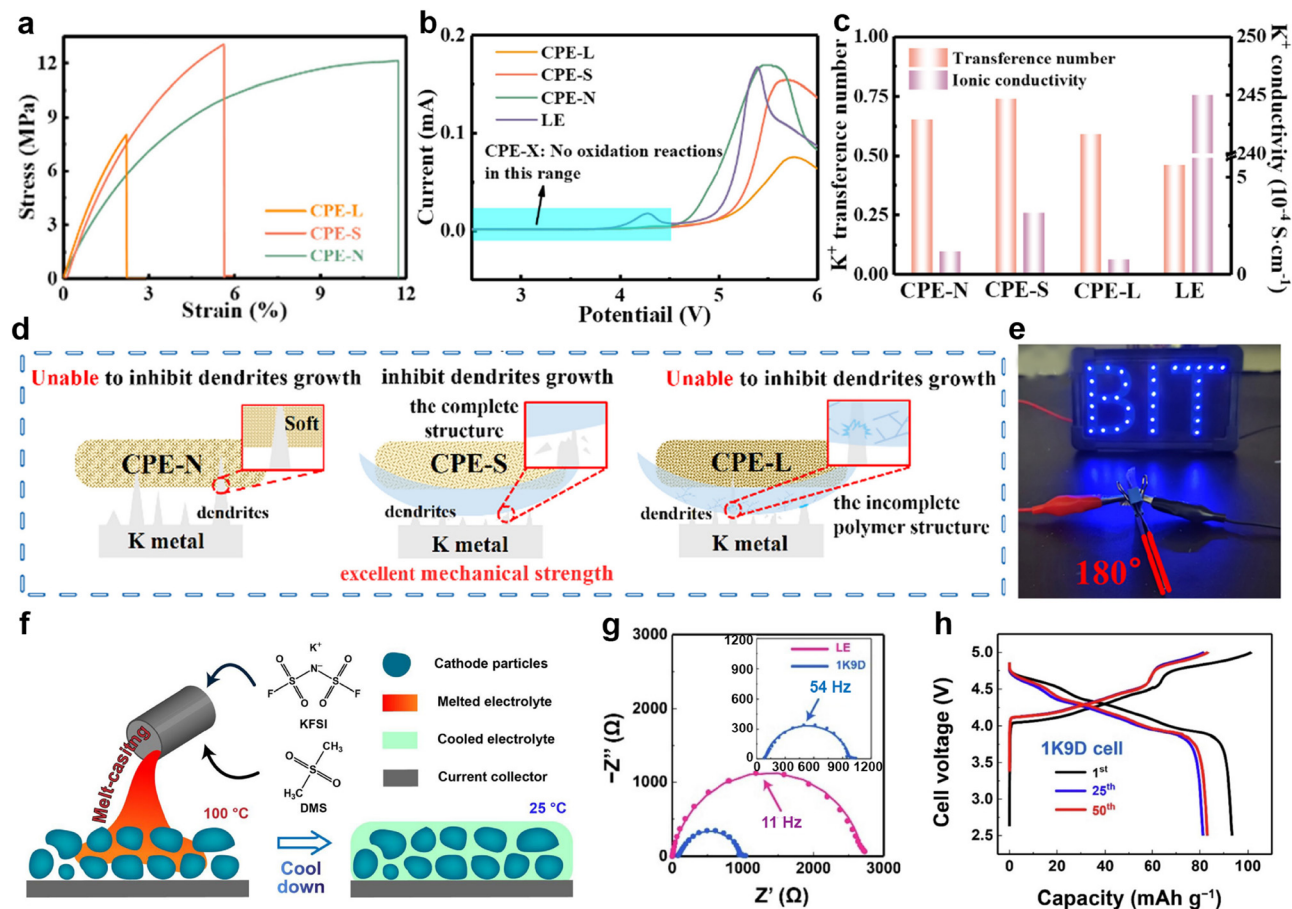 a
Stress (MPa)
12
9
6
3
0
0 3 6 9 12
Strain (%)
CPE-L
CPE-S
CPE-N
b
Current (mA)
0.2
0.1
0.0
CPE-L
CPE-S
CPE-N
LE
CPE-X: No oxidation reactions
in this range
3 4 5 6
Potentiail (V)
c
K⁺ transference number
1.00
0.75
0.50
0.25
0.00
Transference number
Ionic conductivity
250
245
240
5
0
K⁺ conductivity (10⁻⁴ S·cm⁻¹)
CPE-N CPE-S CPE-L LE
d
Unable to inhibit dendrites growth
Soft
CPE-N
dendrites
K metal
inhibit dendrites growth
the complete
structure
CPE-S
dendrites
K metal
excellent mechanical strength
Unable to inhibit dendrites growth
CPE-L
dendrites
the incomplete
polymer structure
K metal
e
BIT
180°
f
Melt-casitng
100 °C
K⁺
O O
S N⁻ S
F O O F
KFSI
CH₃
O
S
O
H₃C
DMS
Cool
down
25 °C
Cathode particles
Melted electrolyte
Cooled electrolyte
Current collector
g
−Z'' (Ω)
3000
2000
1000
0
0 1000 2000 3000
Z' (Ω)
LE
1K9D
1200
900
600
300
0
0 300 600 900 1200
54 Hz
11 Hz
h
Cell voltage (V)
5.0
4.5
4.0
3.5
3.0
2.5
1K9D cell
1st
25th
50th
0 20 40 60 80 100
Capacity (mAh g⁻¹)